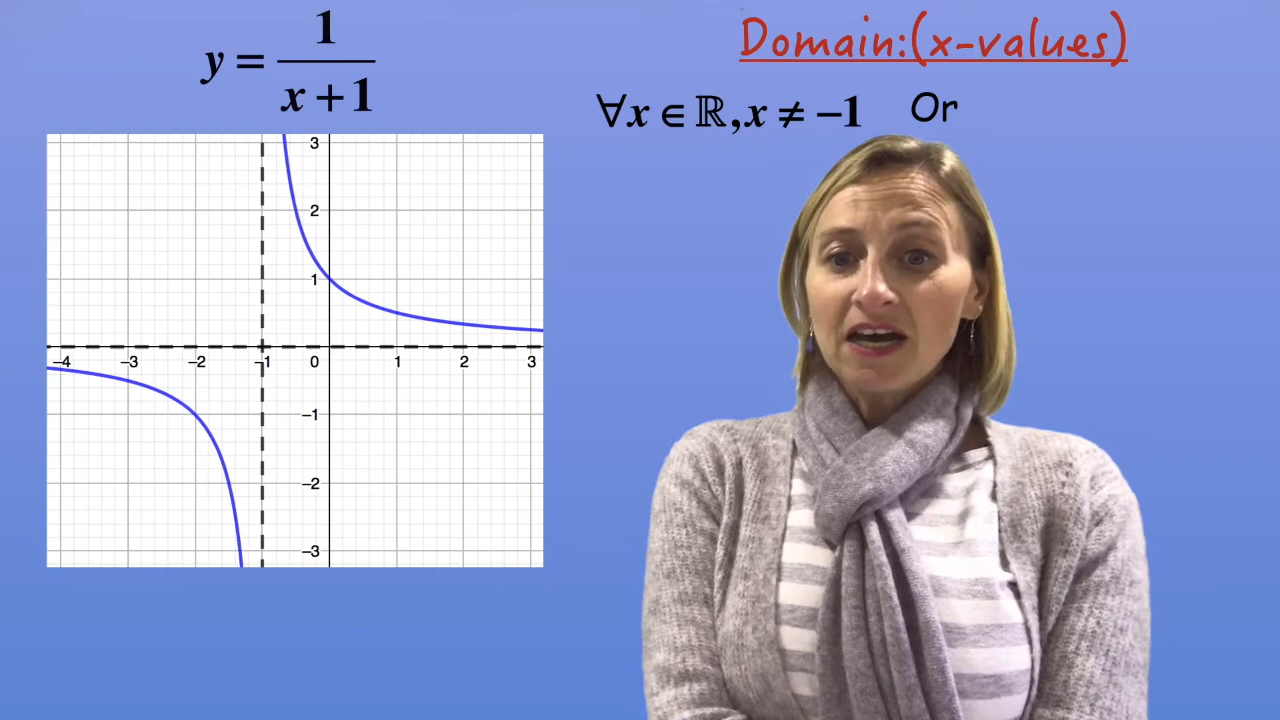 y = 1/(x+1)
Domain:(x-values)
∀x ∈ ℝ, x ≠ −1 Or
3
2
1
−4 −3 −2 −1 0 1 2 3
−1
−2
−3